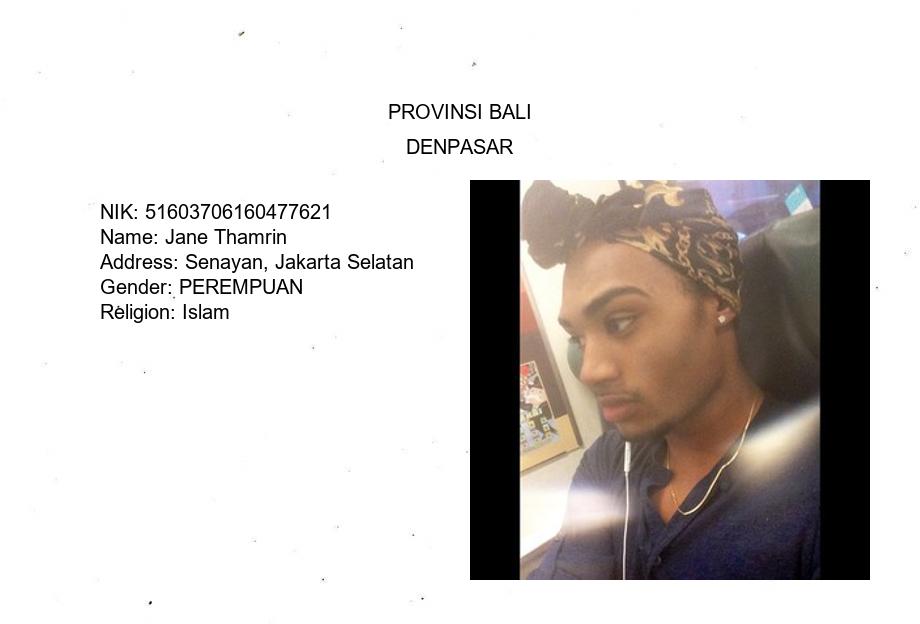 PROVINSI BALI
DENPASAR
NIK: 51603706160477621
Name: Jane Thamrin
Address: Senayan, Jakarta Selatan
Gender: PEREMPUAN
Religion: Islam